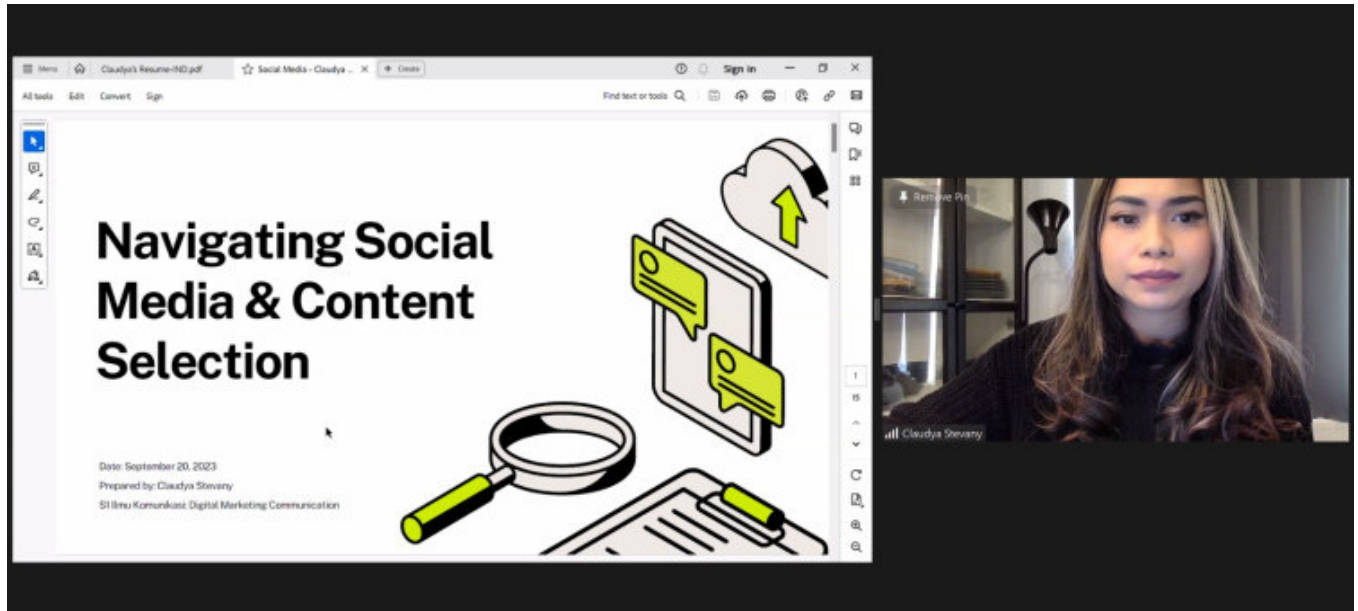 Menu
Claudya's Resume-IND.pdf
Social Media - Claudya ...
Create
Sign in
All tools Edit Convert Sign
Find text or tools
Navigating Social
Media & Content
Selection
Date: September 20, 2023
Prepared by: Claudya Stevany
S1 Ilmu Komunikasi: Digital Marketing Communication
1
15
Remove Pin
Claudya Stevany